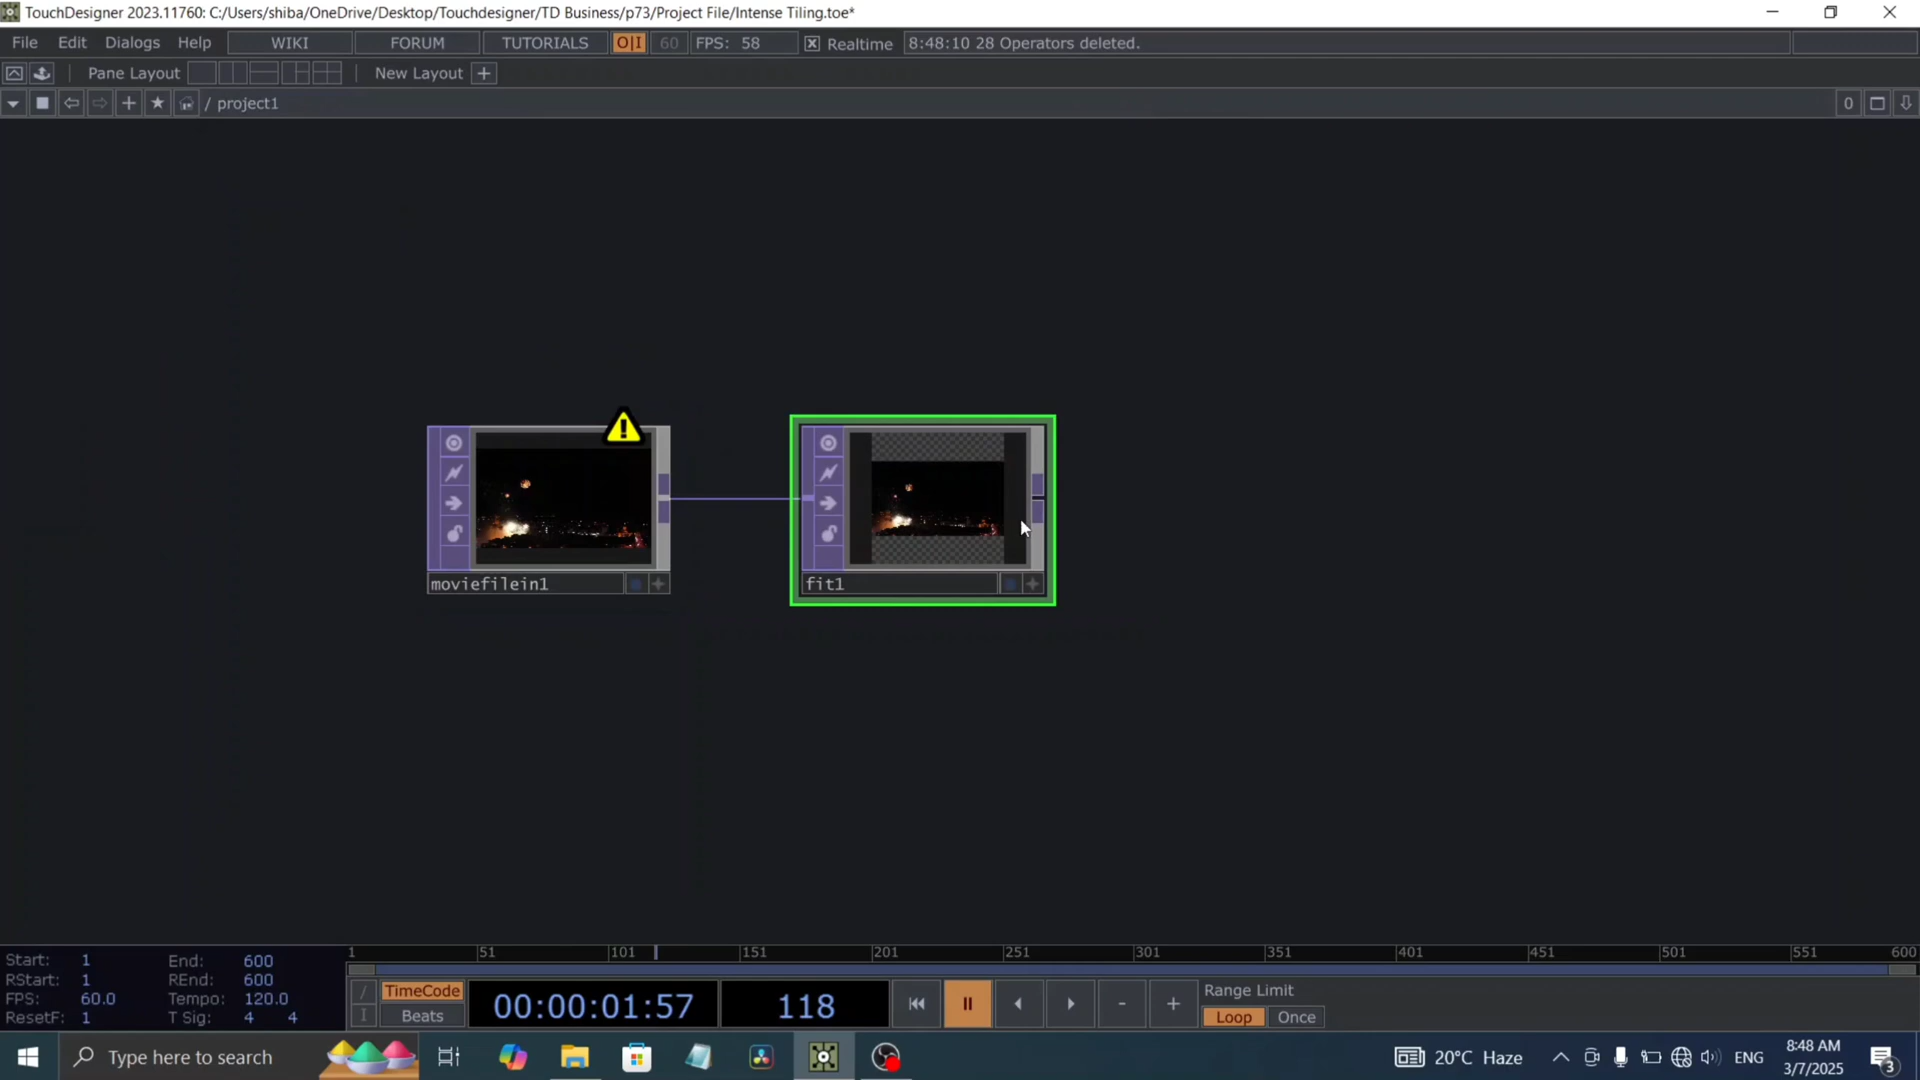 TouchDesigner 2023.11760: C:/Users/shiba/OneDrive/Desktop/Touchdesigner/TD Business/p73/Project File/Intense Tiling.toe*
File Edit Dialogs Help WIKI FORUM TUTORIALS O|I 60 FPS: 58 Realtime 8:48:10 28 Operators deleted.
Pane Layout New Layout +
/ project1 0
moviefilein1
fit1
1 51 101 151 201 251 301 351 401 451 501 551 600
Start: 1 End: 600
RStart: 1 REnd: 600
FPS: 60.0 Tempo: 120.0
ResetF: 1 T Sig: 4 4
/ TimeCode
I Beats
00:00:01:57 118
- +
Range Limit
Loop Once
Type here to search
20°C Haze ENG
8:48 AM
3/7/2025
3